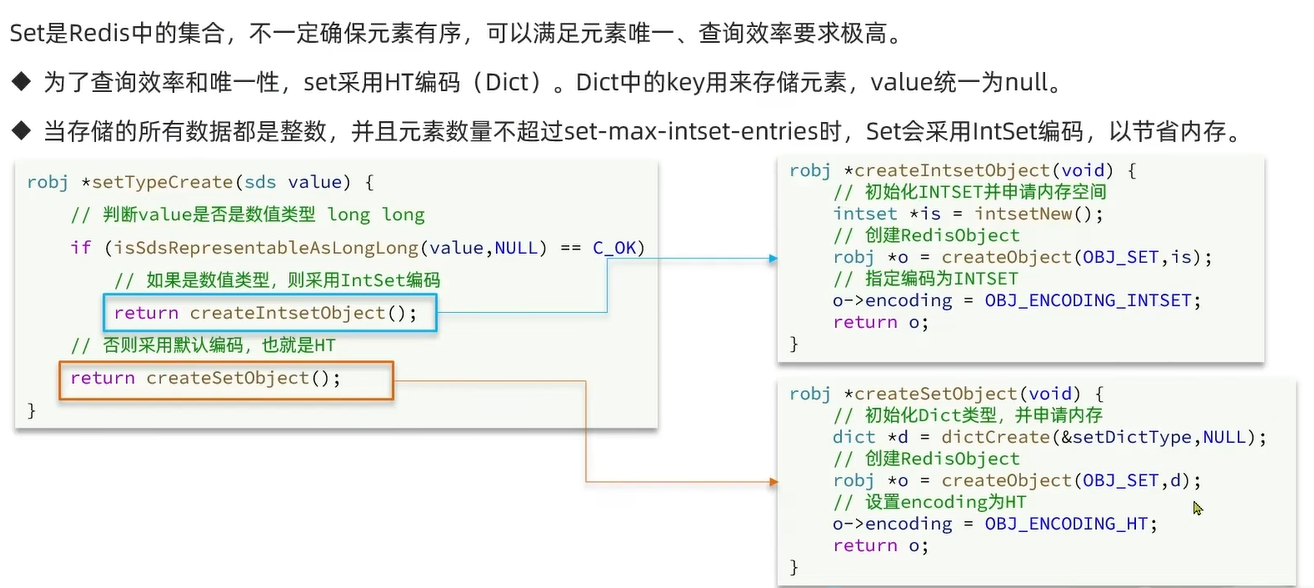 Set是Redis中的集合，不一定确保元素有序，可以满足元素唯一、查询效率要求极高。
◆ 为了查询效率和唯一性，set采用HT编码（Dict）。Dict中的key用来存储元素，value统一为null。
◆ 当存储的所有数据都是整数，并且元素数量不超过set-max-intset-entries时，Set会采用IntSet编码，以节省内存。
robj *setTypeCreate(sds value) {
// 判断value是否是数值类型 long long
if (isSdsRepresentableAsLongLong(value,NULL) == C_OK)
// 如果是数值类型，则采用IntSet编码
return createIntsetObject();
// 否则采用默认编码，也就是HT
return createSetObject();
}
robj *createIntsetObject(void) {
// 初始化INTSET并申请内存空间
intset *is = intsetNew();
// 创建RedisObject
robj *o = createObject(OBJ_SET,is);
// 指定编码为INTSET
o->encoding = OBJ_ENCODING_INTSET;
return o;
}
robj *createSetObject(void) {
// 初始化Dict类型，并申请内存
dict *d = dictCreate(&setDictType,NULL);
// 创建RedisObject
robj *o = createObject(OBJ_SET,d);
// 设置encoding为HT
o->encoding = OBJ_ENCODING_HT;
return o;
}